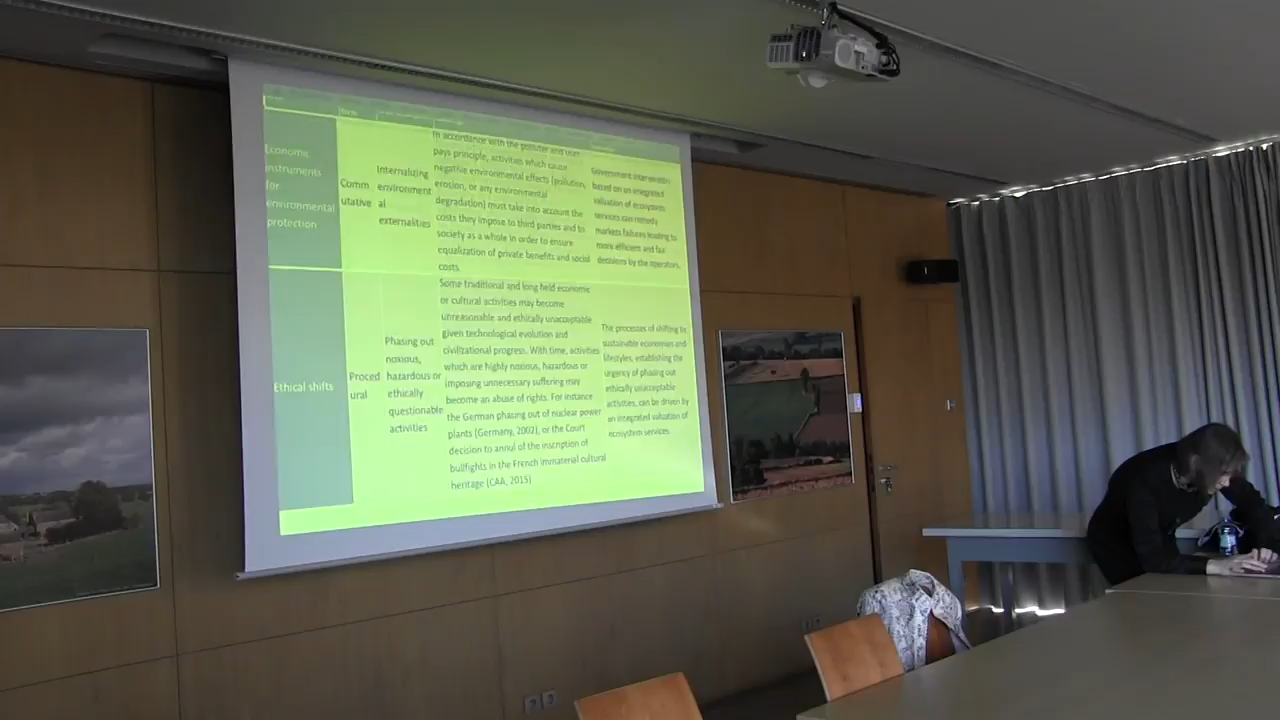 Economic
instruments
for
environmental
protection
Comm
utative
Internalizing
environment
al
externalities
In accordance with the polluter and user
pays principle, activities which cause
negative environmental effects (pollution,
erosion, or any environmental
degradation) must take into account the
costs they impose to third parties and to
society as a whole in order to ensure
equalization of private benefits and social
costs.
Government intervention
based on an integrated
valuation of ecosystem
services can remedy
markets failures leading to
more efficient and fair
decisions by the operators.
Ethical shifts
Proced
ural
Phasing out
noxious,
hazardous or
ethically
questionable
activities
Some traditional and long held economic
or cultural activities may become
unreasonable and ethically unacceptable
given technological evolution and
civilizational progress. With time, activities
which are highly noxious, hazardous or
imposing unnecessary suffering may
become an abuse of rights. For instance
the German phasing out of nuclear power
plants (Germany, 2002), or the Court
decision to annul of the inscription of
bullfights in the French immaterial cultural
heritage (CAA, 2015)
The processes of shifting to
sustainable economies and
lifestyles, establishing the
urgency of phasing out
ethically unacceptable
activities, can be driven by
an integrated valuation of
ecosystem services.